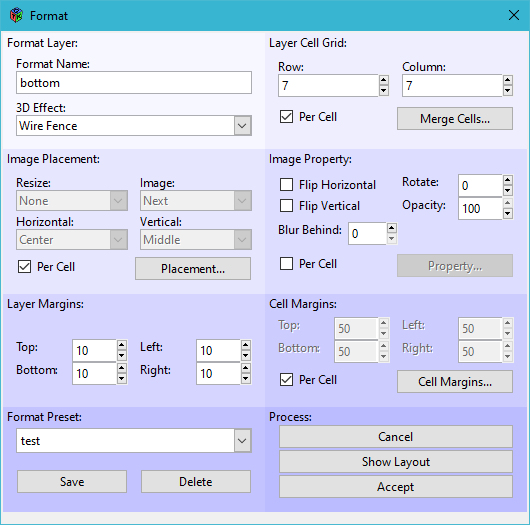 Format
Format Layer:
Format Name:
bottom
3D Effect:
Wire Fence
Layer Cell Grid:
Row: Column:
7 7
Per Cell Merge Cells...
Image Placement:
Resize: Image:
None Next
Horizontal: Vertical:
Center Middle
Per Cell Placement...
Image Property:
Flip Horizontal Rotate: 0
Flip Vertical Opacity: 100
Blur Behind: 0
Per Cell Property...
Layer Margins:
Top: 10 Left: 10
Bottom: 10 Right: 10
Cell Margins:
Top: 50 Left: 50
Bottom: 50 Right: 50
Per Cell Cell Margins...
Format Preset:
test
Save Delete
Process:
Cancel
Show Layout
Accept